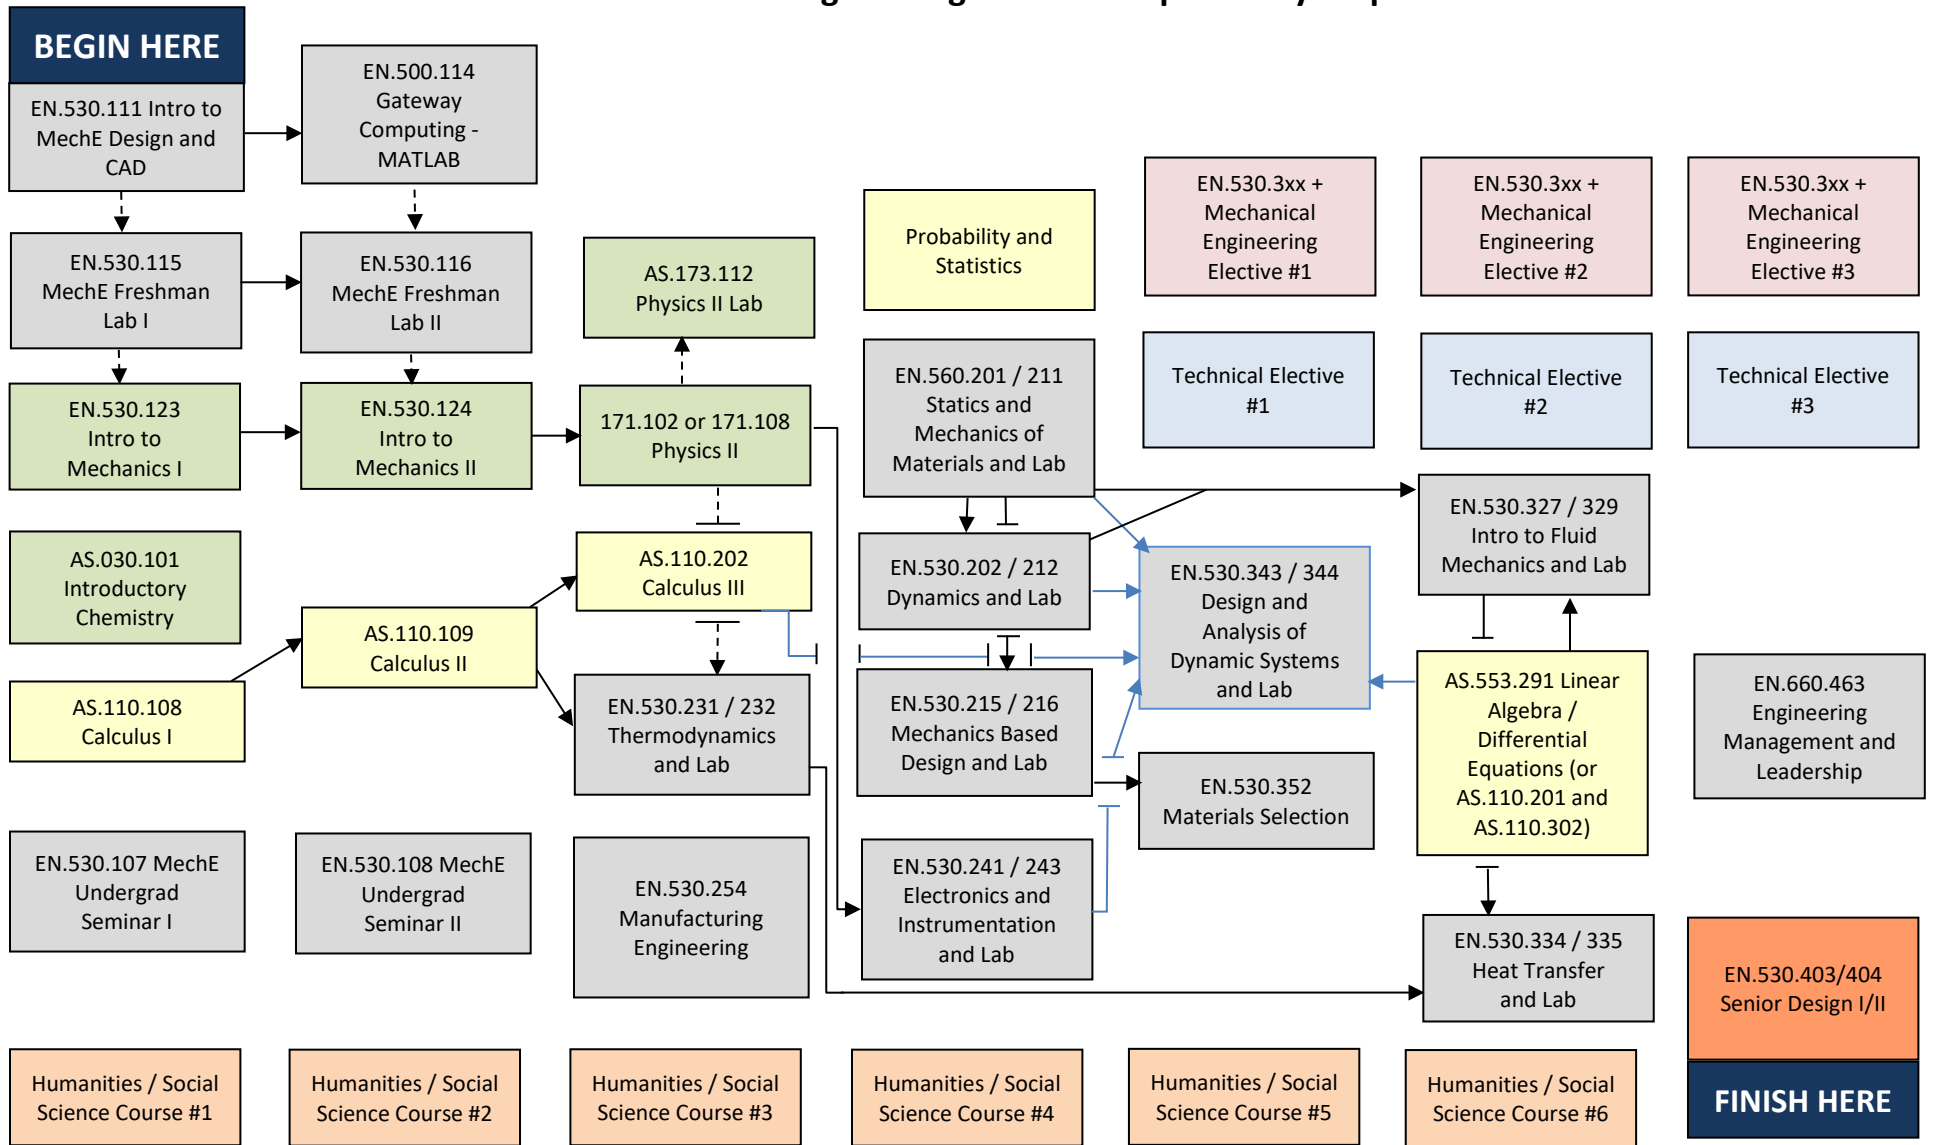 BEGIN HERE
EN.530.111 Intro to
MechE Design and
CAD
EN.530.115
MechE Freshman
Lab I
EN.530.123
Intro to
Mechanics I
AS.030.101
Introductory
Chemistry
AS.110.108
Calculus I
EN.530.107 MechE
Undergrad
Seminar I
Humanities / Social
Science Course #1
EN.500.114
Gateway
Computing -
MATLAB
EN.530.116
MechE Freshman
Lab II
EN.530.124
Intro to
Mechanics II
AS.110.109
Calculus II
EN.530.108 MechE
Undergrad
Seminar II
Humanities / Social
Science Course #2
AS.173.112
Physics II Lab
171.102 or 171.108
Physics II
AS.110.202
Calculus III
EN.530.231 / 232
Thermodynamics
and Lab
EN.530.254
Manufacturing
Engineering
Humanities / Social
Science Course #3
Probability and
Statistics
EN.560.201 / 211
Statics and
Mechanics of
Materials and Lab
EN.530.202 / 212
Dynamics and Lab
EN.530.215 / 216
Mechanics Based
Design and Lab
EN.530.241 / 243
Electronics and
Instrumentation
and Lab
Humanities / Social
Science Course #4
EN.530.3xx +
Mechanical
Engineering
Elective #1
Technical Elective
#1
EN.530.343 / 344
Design and
Analysis of
Dynamic Systems
and Lab
EN.530.352
Materials Selection
Humanities / Social
Science Course #5
EN.530.3xx +
Mechanical
Engineering
Elective #2
Technical Elective
#2
EN.530.327 / 329
Intro to Fluid
Mechanics and Lab
AS.553.291 Linear
Algebra /
Differential
Equations (or
AS.110.201 and
AS.110.302)
EN.530.334 / 335
Heat Transfer
and Lab
Humanities / Social
Science Course #6
EN.530.3xx +
Mechanical
Engineering
Elective #3
Technical Elective
#3
EN.660.463
Engineering
Management and
Leadership
EN.530.403/404
Senior Design I/II
FINISH HERE